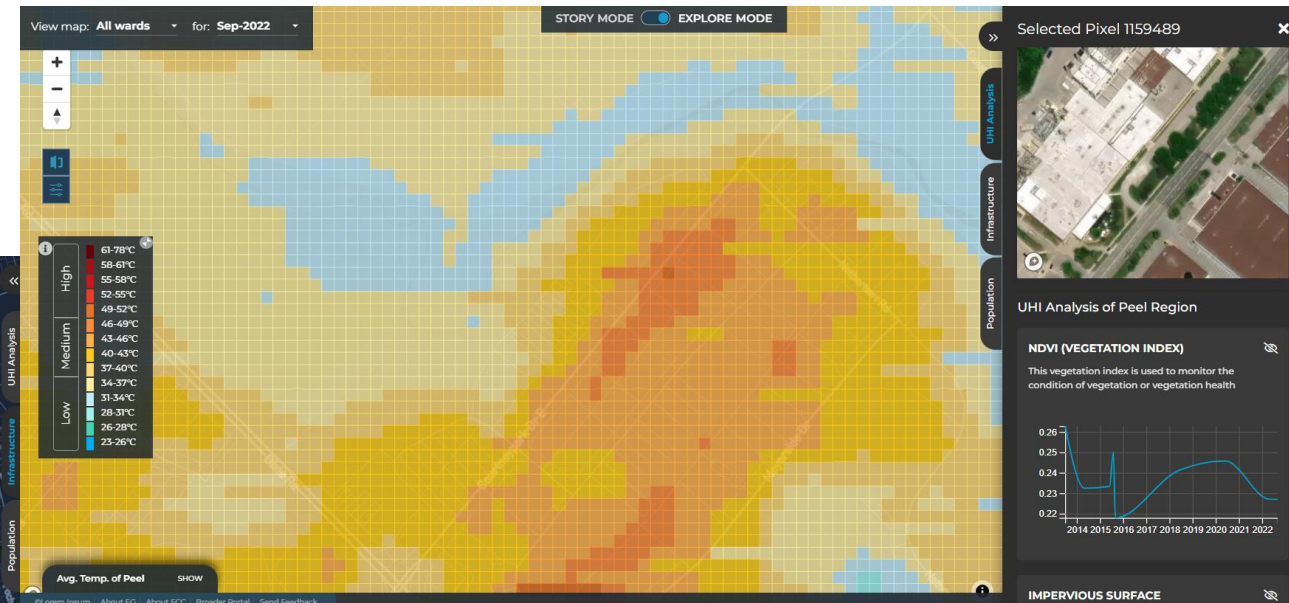 View map: All wards for: Sep-2022
STORY MODE EXPLORE MODE
Selected Pixel 1159489
UHI Analysis
Infrastructure
Population
High
Medium
Low
61-78°C
58-61°C
55-58°C
52-55°C
49-52°C
46-49°C
43-46°C
40-43°C
37-40°C
34-37°C
31-34°C
28-31°C
26-28°C
23-26°C
UHI Analysis
Infrastructure
Population
Avg. Temp. of Peel SHOW
©Lorem Ipsum About EG About ECC Broader Portal Send Feedback
UHI Analysis of Peel Region
NDVI (VEGETATION INDEX)
This vegetation index is used to monitor the
condition of vegetation or vegetation health
0.26
0.25
0.24
0.23
0.22
2014 2015 2016 2017 2018 2019 2020 2021 2022
IMPERVIOUS SURFACE